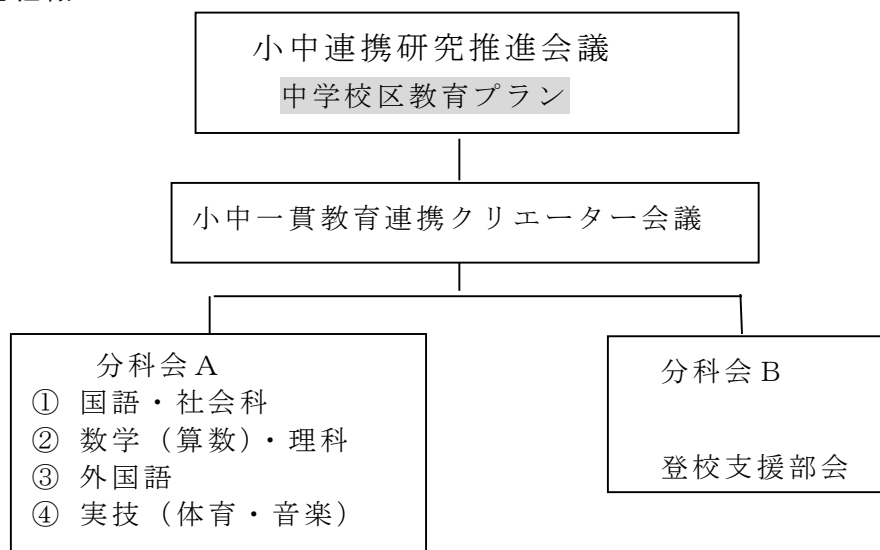 小中連携研究推進会議
中学校区教育プラン
小中一貫教育連携クリエーター会議
分科会A
① 国語・社会科
② 数学（算数）・理科
③ 外国語
④ 実技（体育・音楽）
分科会B
登校支援部会